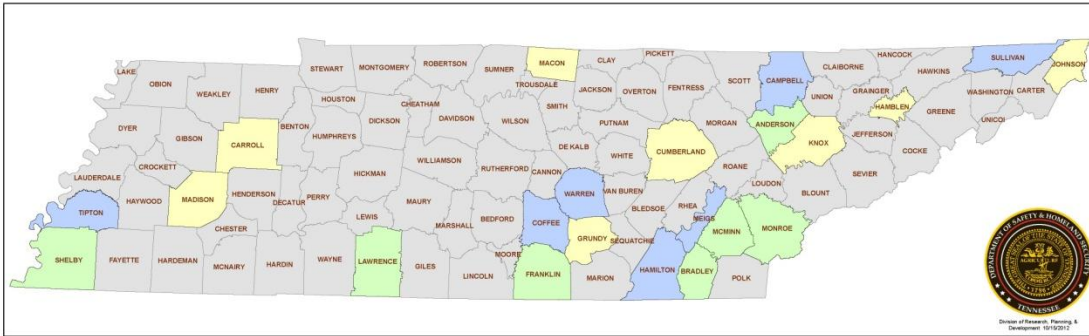 LAKE
OBION
WEAKLEY
HENRY
STEWART
MONTGOMERY
ROBERTSON
SUMNER
MACON
TROUSDALE
CLAY
PICKETT
JACKSON
OVERTON
FENTRESS
SCOTT
CAMPBELL
CLAIBORNE
HANCOCK
HAWKINS
SULLIVAN
JOHNSON
UNION
GRAINGER
HAMBLEN
GREENE
WASHINGTON
CARTER
UNICOI
DYER
GIBSON
CARROLL
BENTON
HOUSTON
HUMPHREYS
DICKSON
CHEATHAM
DAVIDSON
WILSON
SMITH
PUTNAM
DE KALB
WHITE
CUMBERLAND
MORGAN
ANDERSON
KNOX
JEFFERSON
COCKE
SEVIER
LAUDERDALE
CROCKETT
HAYWOOD
MADISON
HENDERSON
DECATUR
PERRY
HICKMAN
WILLIAMSON
RUTHERFORD
CANNON
WARREN
VAN BUREN
BLEDSOE
RHEA
ROANE
LOUDON
BLOUNT
TIPTON
CHESTER
LEWIS
MAURY
MARSHALL
BEDFORD
COFFEE
GRUNDY
SEQUATCHIE
MEIGS
MCMINN
MONROE
SHELBY
FAYETTE
HARDEMAN
MCNAIRY
HARDIN
WAYNE
LAWRENCE
GILES
LINCOLN
MOORE
FRANKLIN
MARION
HAMILTON
BRADLEY
POLK
DEPARTMENT OF SAFETY & HOMELAND SECURITY
TENNESSEE
Division of Research, Planning, &
Development 10/15/2012